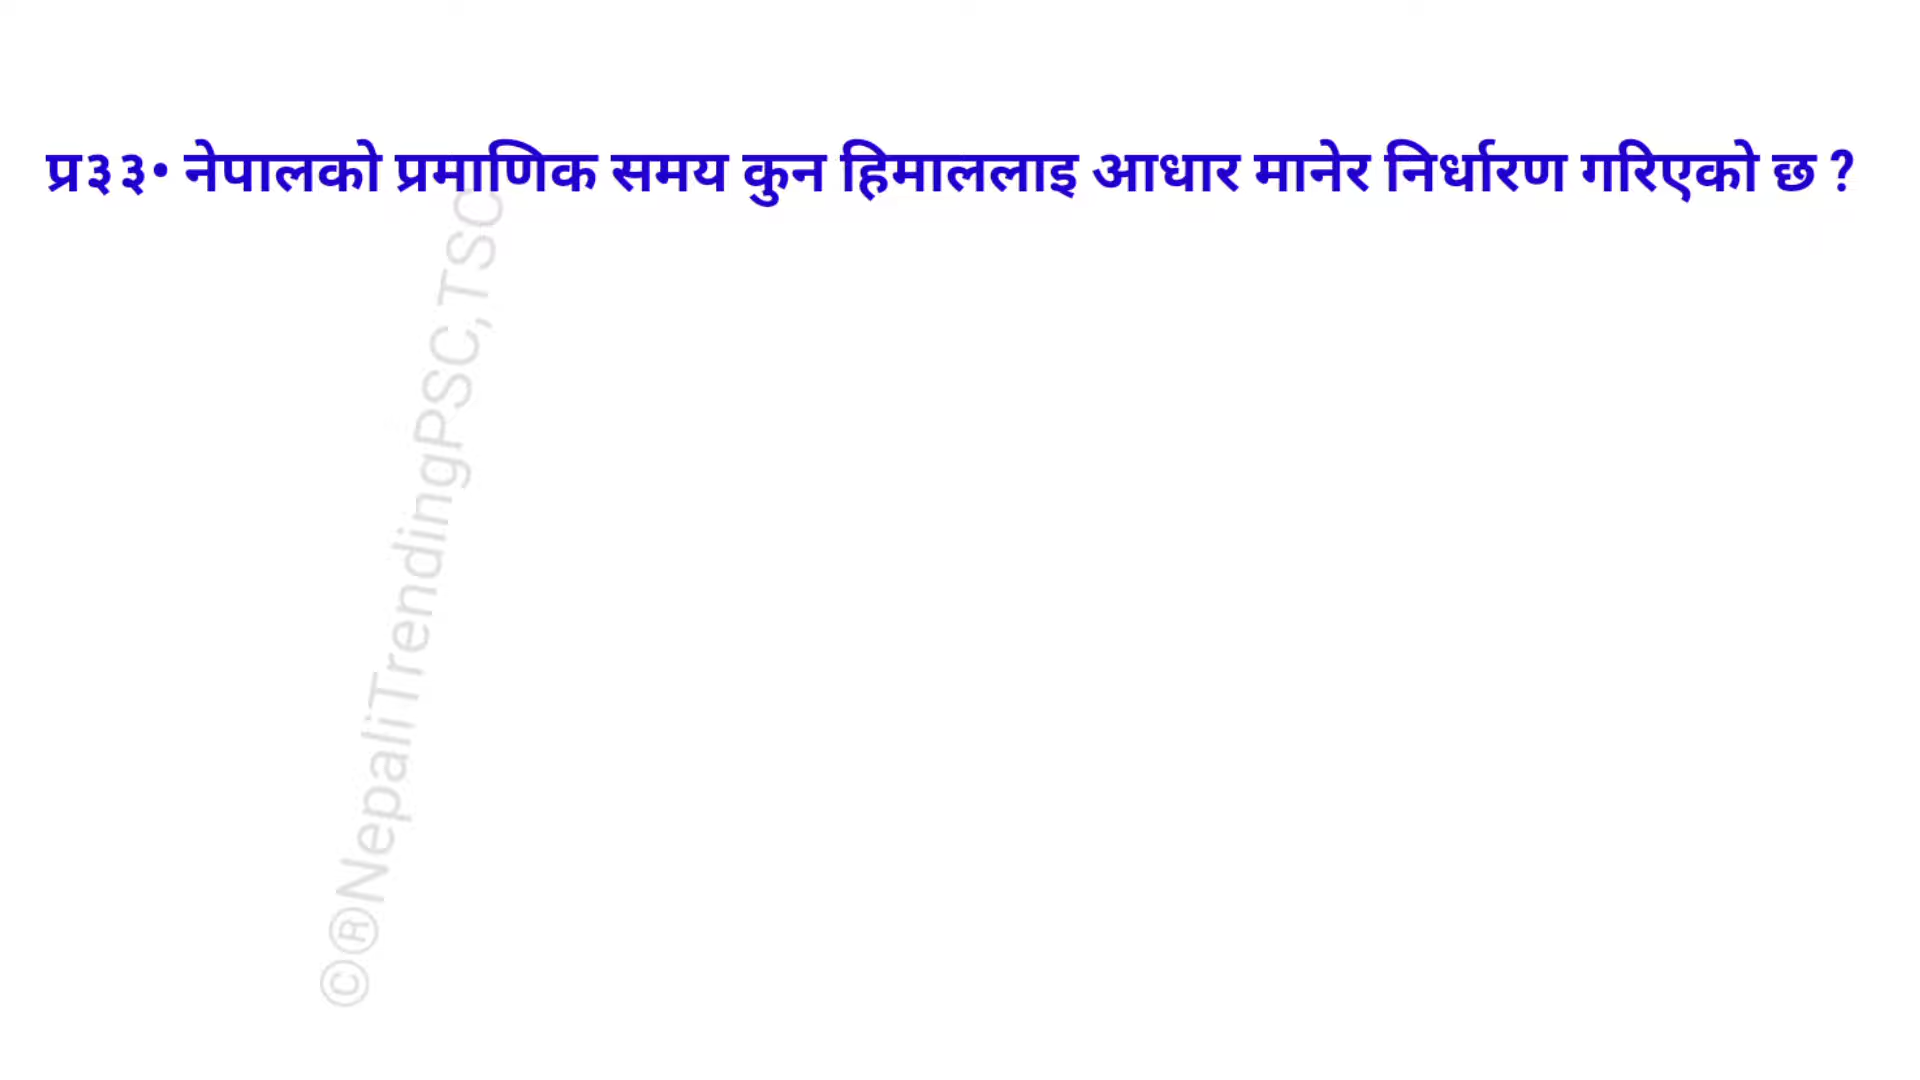 प्र३३• नेपालको प्रमाणिक समय कुन हिमाललाइ आधार मानेर निर्धारण गरिएको छ ?
©®NepaliTrendingPSC,TSC